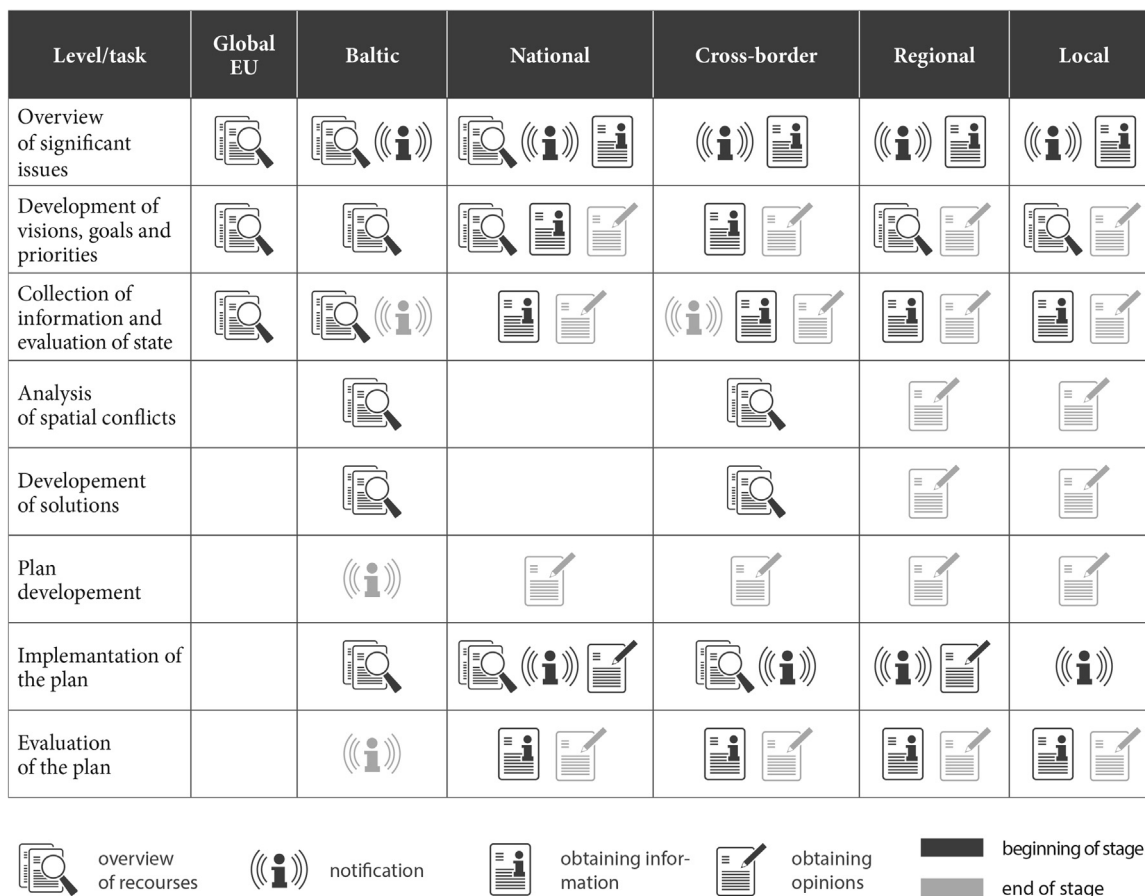 Level/task
Global
EU
Baltic
National
Cross-border
Regional
Local
Overview
of significant
issues
Development of
visions, goals and
priorities
Collection of
information and
evaluation of state
Analysis
of spatial conflicts
Developement
of solutions
Plan
developement
Implemantation of
the plan
Evaluation
of the plan
overview
of recourses
notification
obtaining infor-
mation
obtaining
opinions
beginning of stage
end of stage